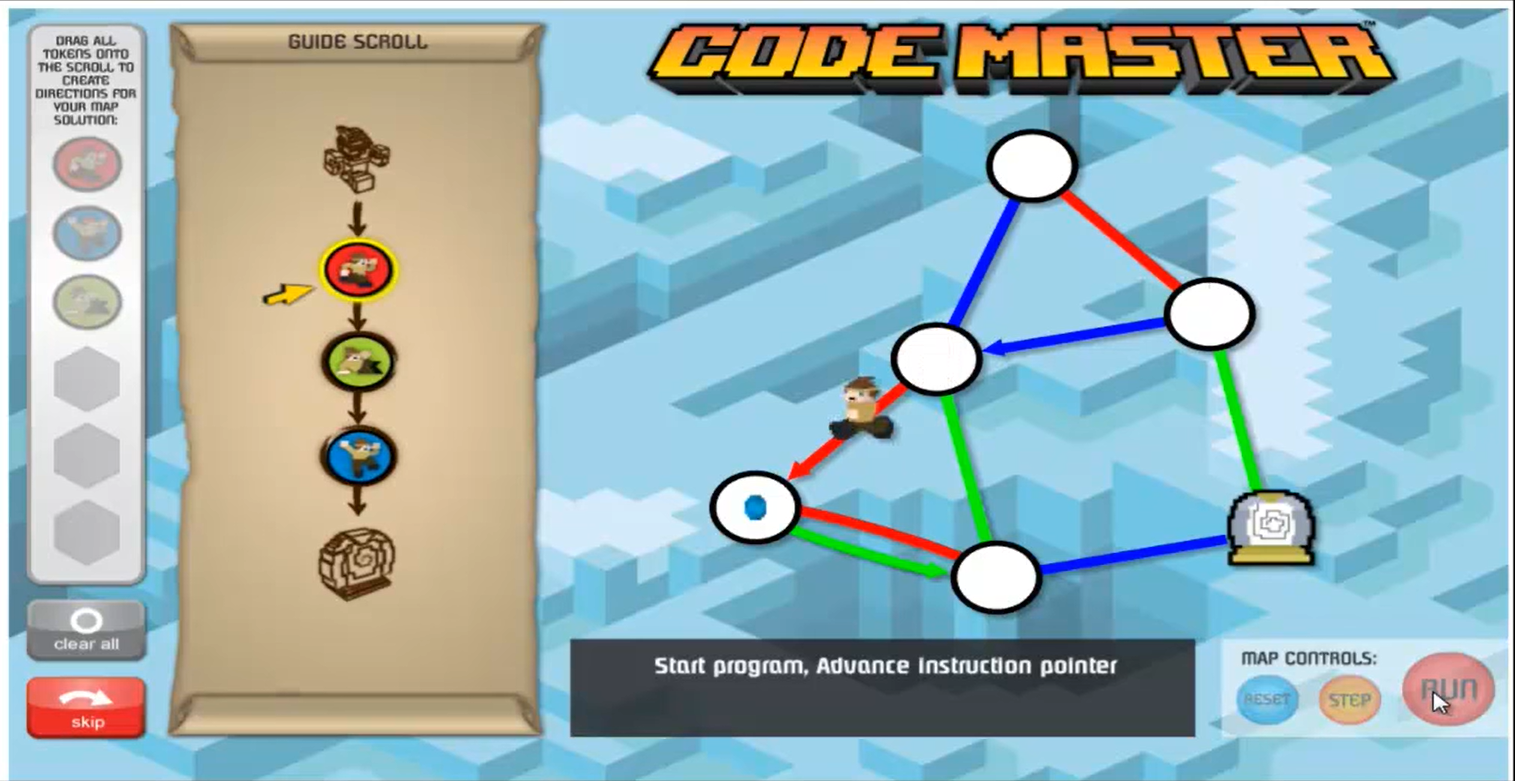 DRAG ALL
TOKENS ONTO
THE SCROLL TO
CREATE
DIRECTIONS FOR
YOUR MAP
SOLUTION:
clear all
skip
GUIDE SCROLL
CODE MASTER™
Start program, Advance instruction pointer
MAP CONTROLS:
RESET
STEP
RUN